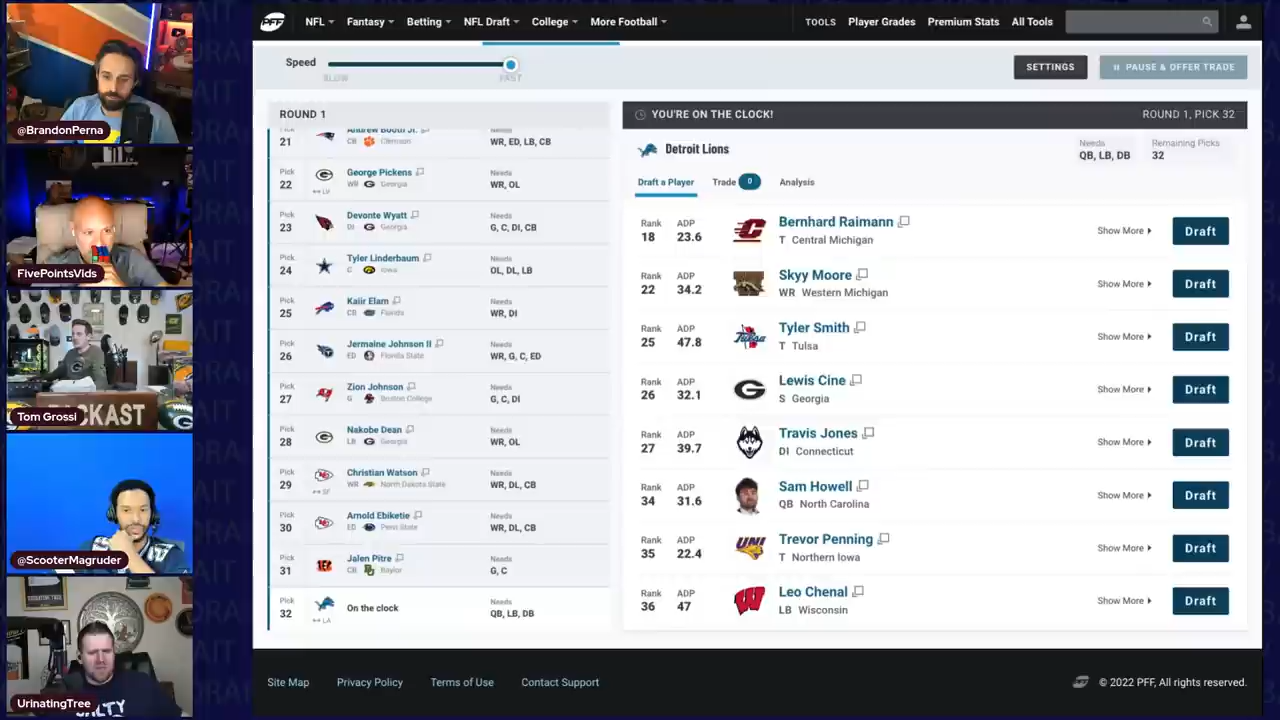 PFF
NFL
Fantasy
Betting
NFL Draft
College
More Football
TOOLS
Player Grades
Premium Stats
All Tools
Speed
SLOW
FAST
SETTINGS
PAUSE & OFFER TRADE
ROUND 1
YOU'RE ON THE CLOCK!
ROUND 1, PICK 32
Detroit Lions
Needs
QB, LB, DB
Remaining Picks
32
Draft a Player
Trade 0
Analysis
21
Andrew Booth Jr.
CB Clemson
WR, ED, LB, CB
Pick
22
LV
George Pickens
WR Georgia
Needs
WR, OL
Pick
23
Devonte Wyatt
DI Georgia
Needs
G, C, DI, CB
Pick
24
Tyler Linderbaum
C Iowa
Needs
OL, DL, LB
Pick
25
Kaiir Elam
CB Florida
Needs
WR, DI
Pick
26
Jermaine Johnson II
ED Florida State
Needs
WR, G, C, ED
Pick
27
Zion Johnson
G Boston College
Needs
G, C, DI
Pick
28
Nakobe Dean
LB Georgia
Needs
WR, OL
Pick
29
SF
Christian Watson
WR North Dakota State
Needs
WR, DL, CB
Pick
30
Arnold Ebiketie
ED Penn State
Needs
WR, DL, CB
Pick
31
Jalen Pitre
CB Baylor
Needs
G, C
Pick
32
LA
On the clock
Needs
QB, LB, DB
Rank
18
ADP
23.6
Bernhard Raimann
T Central Michigan
Show More
Draft
Rank
22
ADP
34.2
Skyy Moore
WR Western Michigan
Show More
Draft
Rank
25
ADP
47.8
Tyler Smith
T Tulsa
Show More
Draft
Rank
26
ADP
32.1
Lewis Cine
S Georgia
Show More
Draft
Rank
27
ADP
39.7
Travis Jones
DI Connecticut
Show More
Draft
Rank
34
ADP
31.6
Sam Howell
QB North Carolina
Show More
Draft
Rank
35
ADP
22.4
Trevor Penning
T Northern Iowa
Show More
Draft
Rank
36
ADP
47
Leo Chenal
LB Wisconsin
Show More
Draft
Site Map
Privacy Policy
Terms of Use
Contact Support
© 2022 PFF, All rights reserved.
@BrandonPerna
FivePointsVids
PACKAST
Tom Grossi
@ScooterMagruder
UrinatingTree